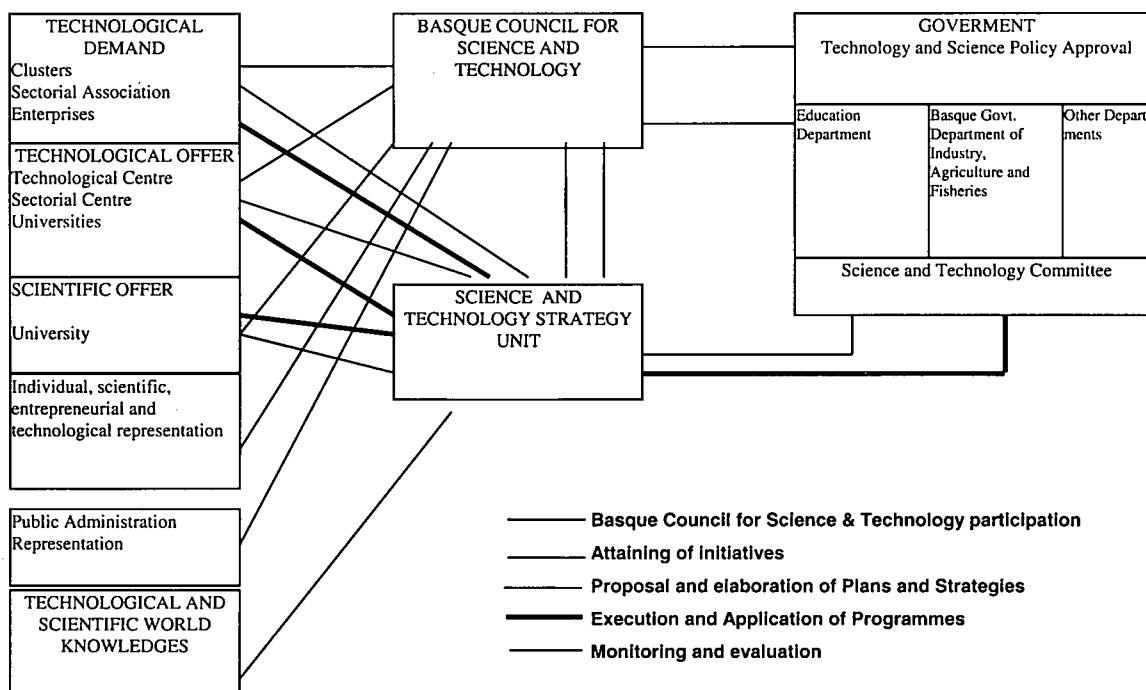 TECHNOLOGICAL
DEMAND
Clusters
Sectorial Association
Enterprises
TECHNOLOGICAL OFFER
Technological Centre
Sectorial Centre
Universities
SCIENTIFIC OFFER
University
Individual, scientific,
entrepreneurial and
technological representation
Public Administration
Representation
TECHNOLOGICAL AND
SCIENTIFIC WORLD
KNOWLEDGES
BASQUE COUNCIL FOR
SCIENCE AND
TECHNOLOGY
SCIENCE AND
TECHNOLOGY STRATEGY
UNIT
GOVERMENT
Technology and Science Policy Approval
Education
Department
Basque Govt.
Department of
Industry,
Agriculture and
Fisheries
Other Depart
ments
Science and Technology Committee
Basque Council for Science & Technology participation
Attaining of initiatives
Proposal and elaboration of Plans and Strategies
Execution and Application of Programmes
Monitoring and evaluation